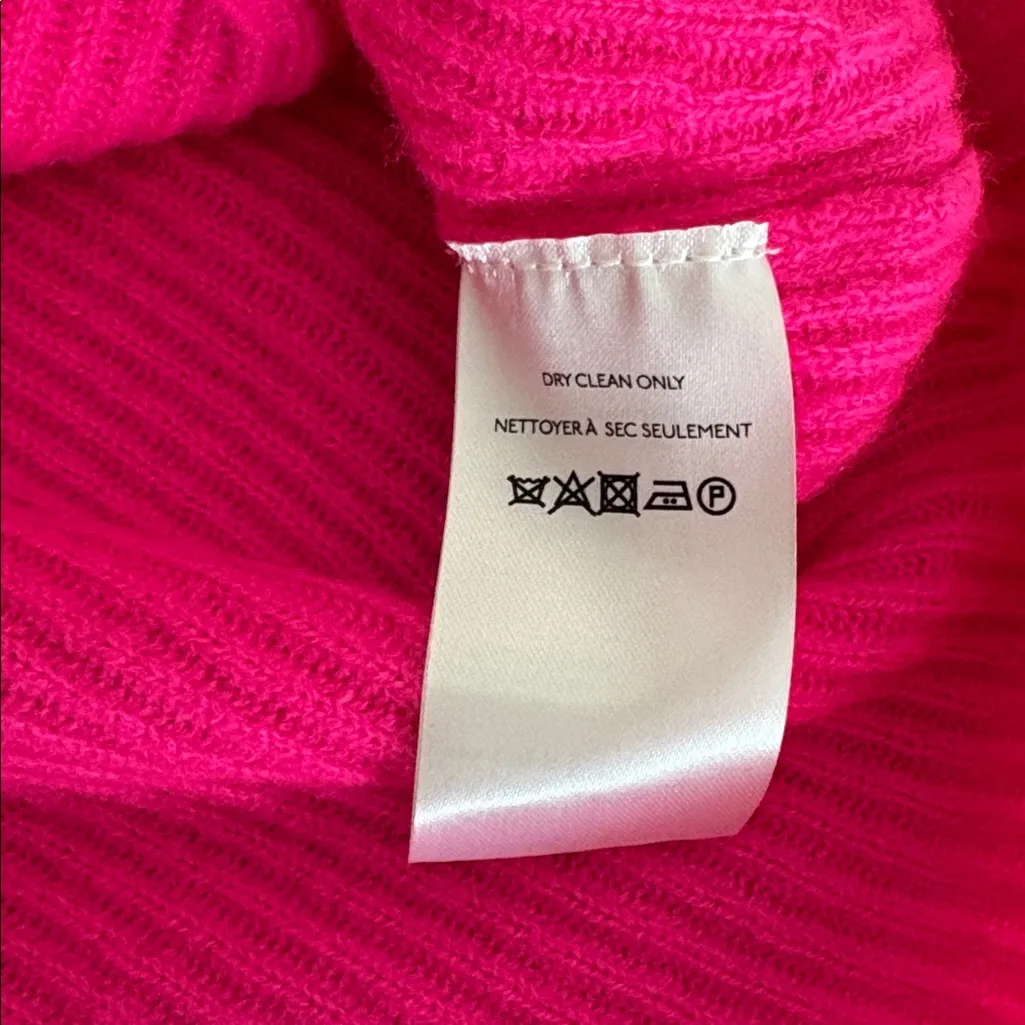 DRY CLEAN ONLY
NETTOYER À SEC SEULEMENT
P